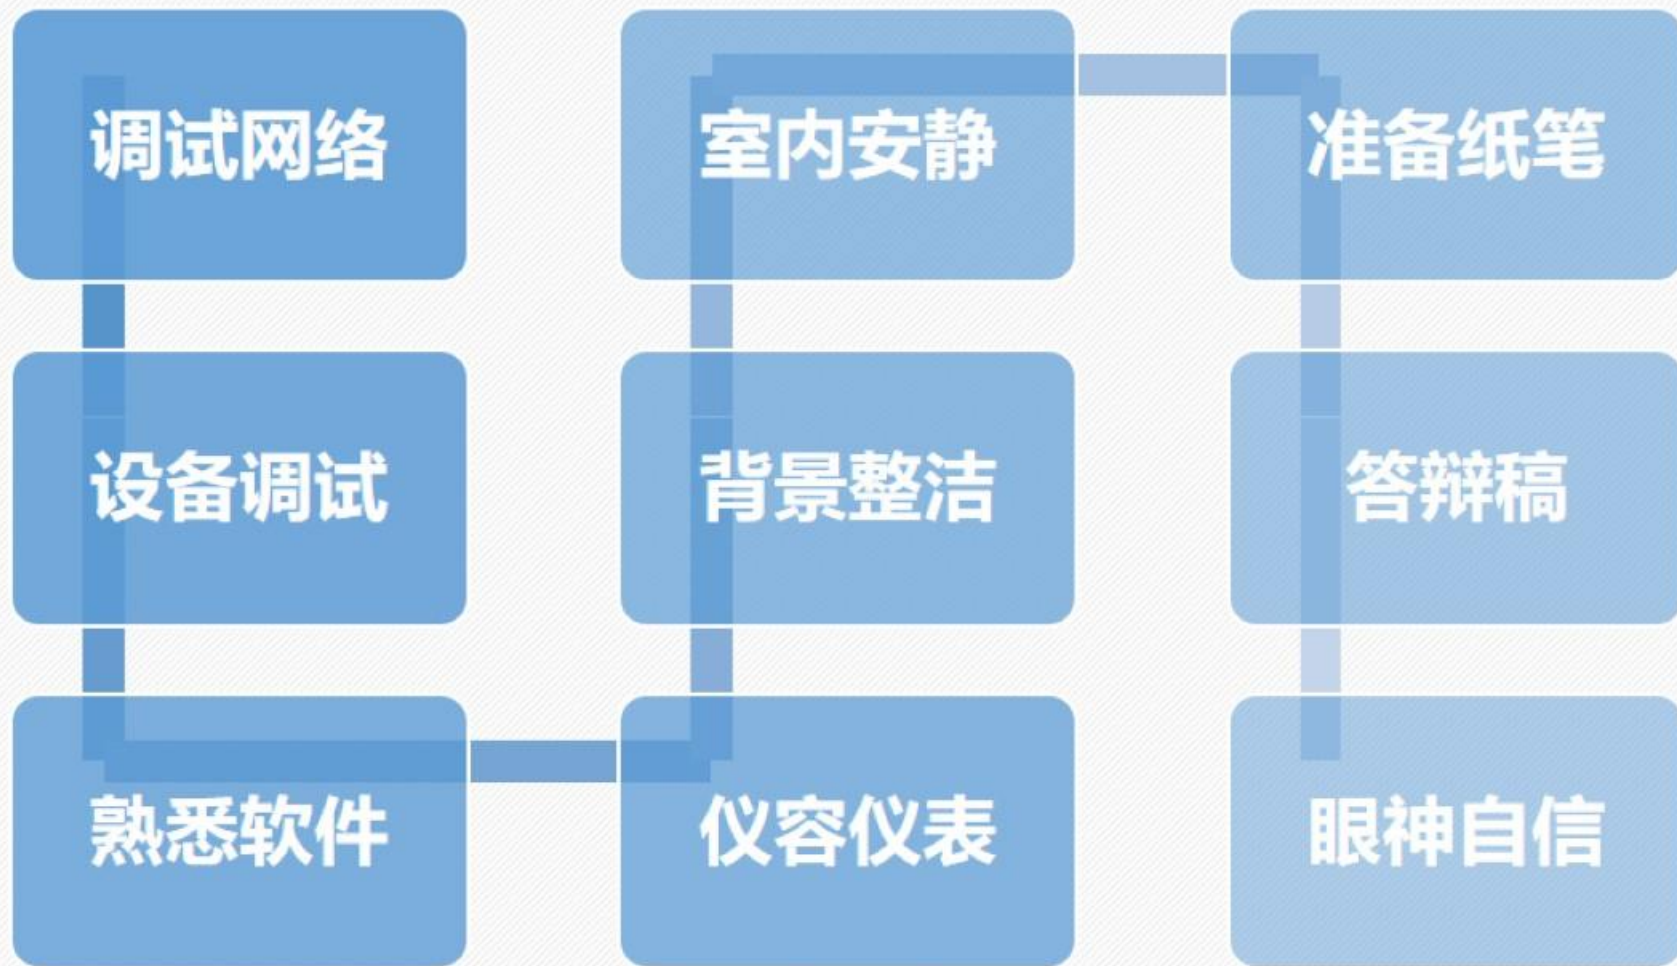 调试网络
设备调试
熟悉软件
仪容仪表
背景整洁
室内安静
准备纸笔
答辩稿
眼神自信